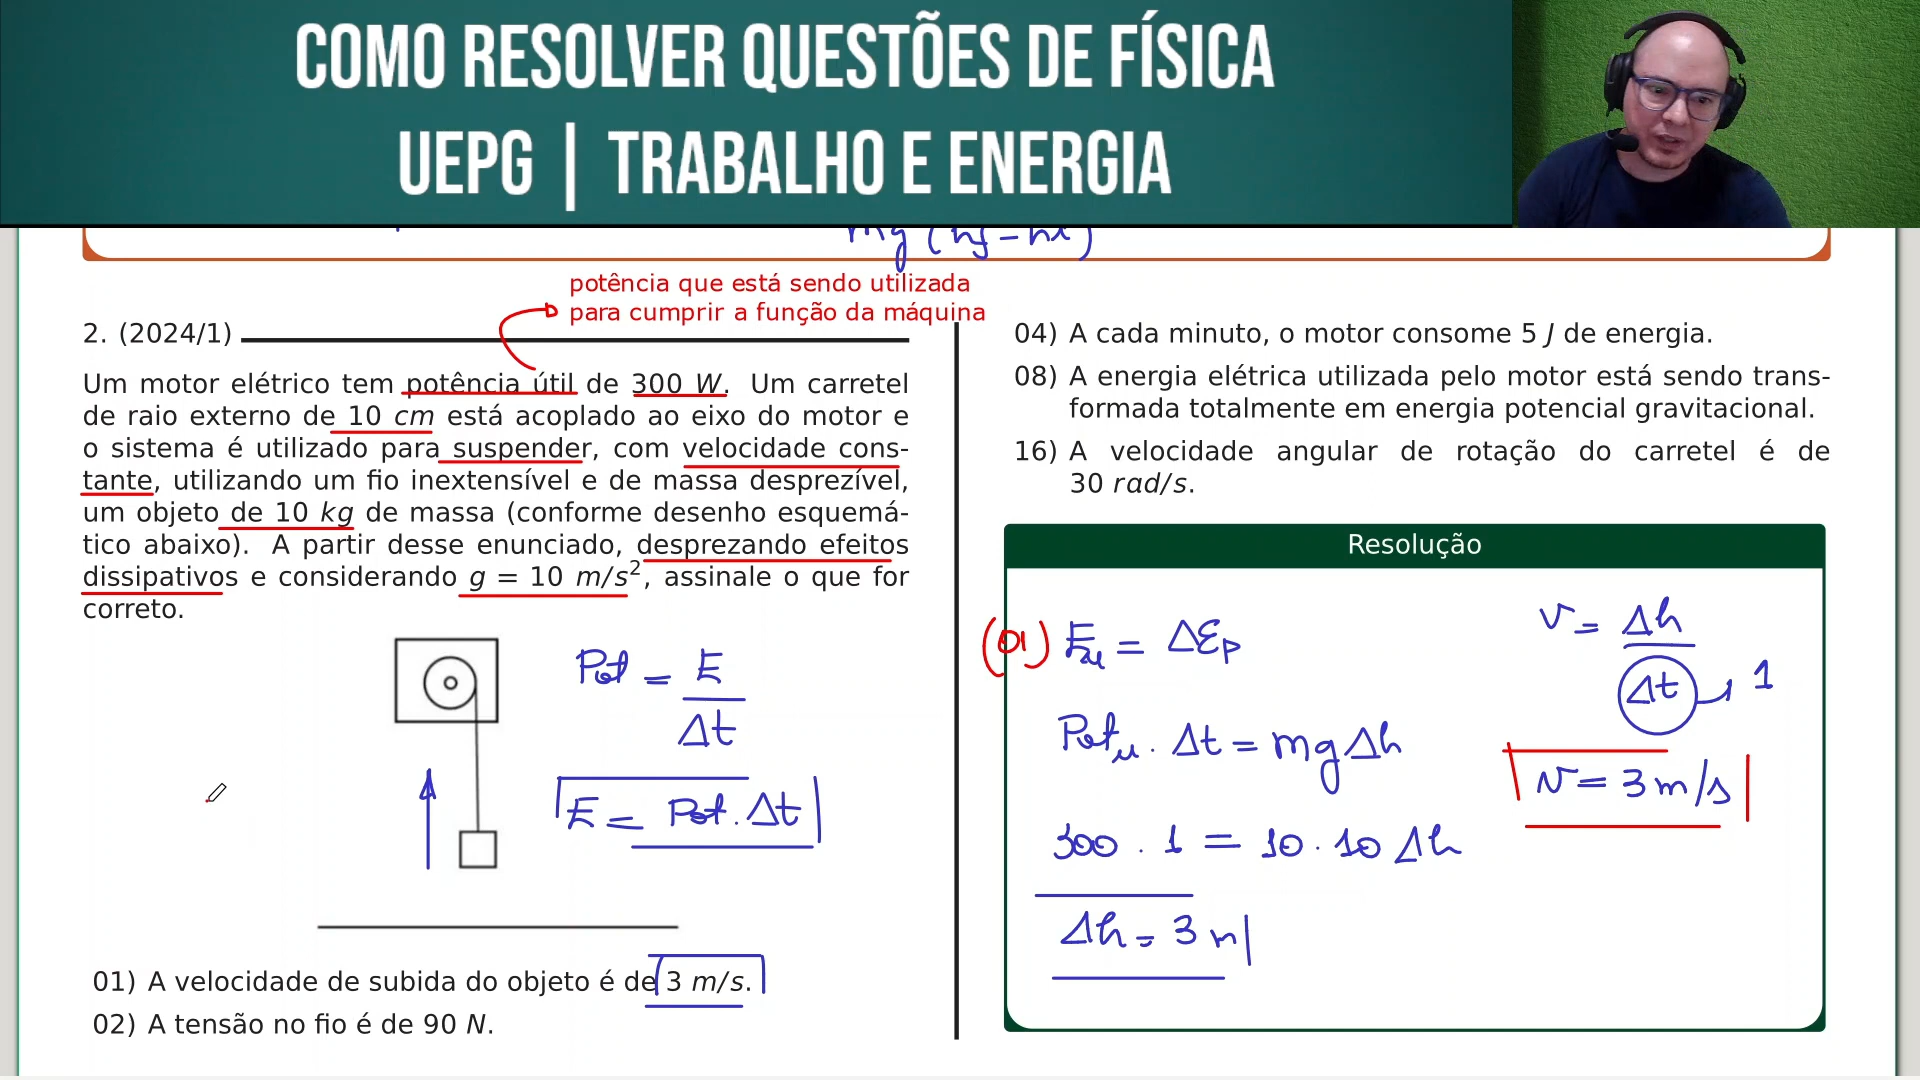 COMO RESOLVER QUESTÕES DE FÍSICA
UEPG | TRABALHO E ENERGIA
mg (hf - hi)
potência que está sendo utilizada
para cumprir a função da máquina
2. (2024/1)
Um motor elétrico tem potência útil de 300 W. Um carretel
de raio externo de 10 cm está acoplado ao eixo do motor e
o sistema é utilizado para suspender, com velocidade cons-
tante, utilizando um fio inextensível e de massa desprezível,
um objeto de 10 kg de massa (conforme desenho esquemá-
tico abaixo). A partir desse enunciado, desprezando efeitos
dissipativos e considerando g = 10 m/s², assinale o que for
correto.
Pot = E / Δt
E = Pot . Δt
01) A velocidade de subida do objeto é de 3 m/s.
02) A tensão no fio é de 90 N.
04) A cada minuto, o motor consome 5 J de energia.
08) A energia elétrica utilizada pelo motor está sendo trans-
formada totalmente em energia potencial gravitacional.
16) A velocidade angular de rotação do carretel é de
30 rad/s.
Resolução
(01) Eu = ΔEp
Potu . Δt = mgΔh
300 . 1 = 10 . 10 Δh
Δh = 3 m
v = Δh / Δt
1
v = 3 m/s